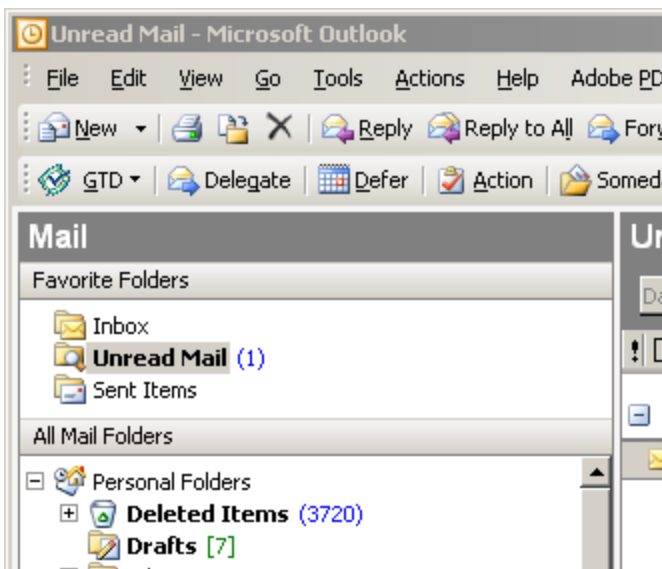 Unread Mail - Microsoft Outlook
File Edit View Go Tools Actions Help Adobe PD
New Reply Reply to All
GTD Delegate Defer Action
Mail
Favorite Folders
Inbox
Unread Mail (1)
Sent Items
All Mail Folders
Personal Folders
Deleted Items (3720)
Drafts [7]